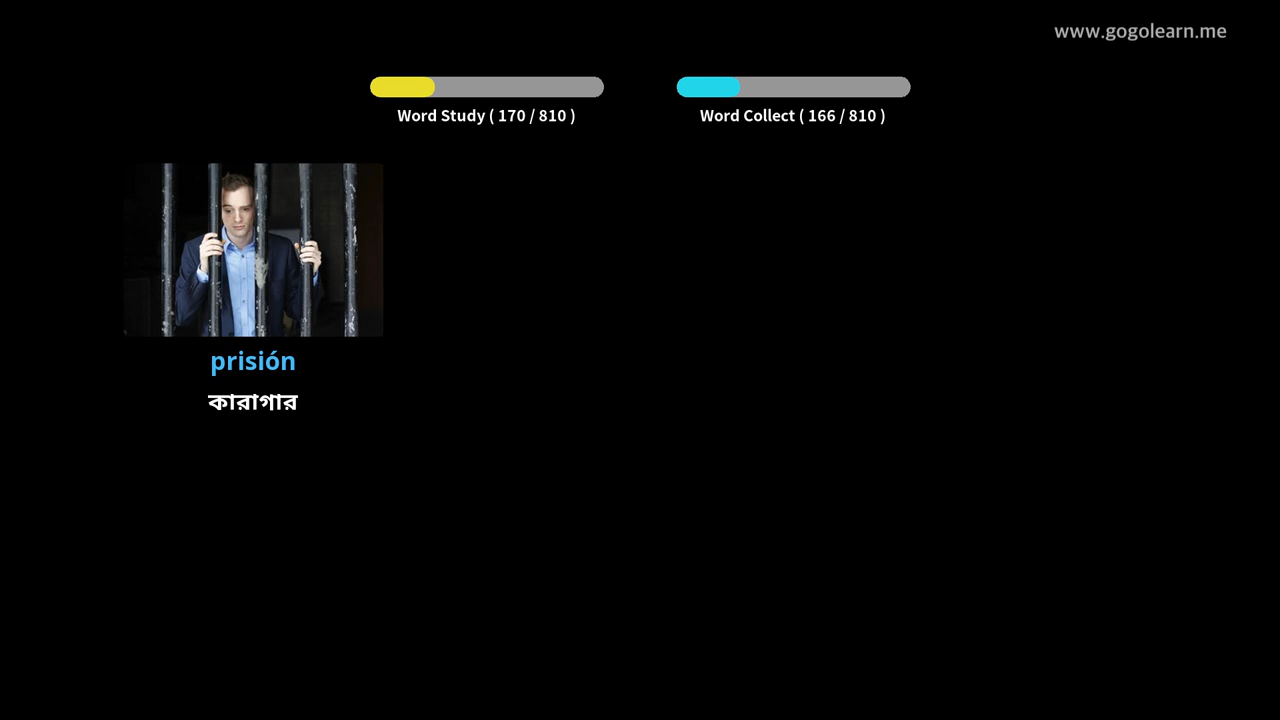 www.gogolearn.me
Word Study ( 170 / 810 )
Word Collect ( 166 / 810 )
prisión
কারাগার